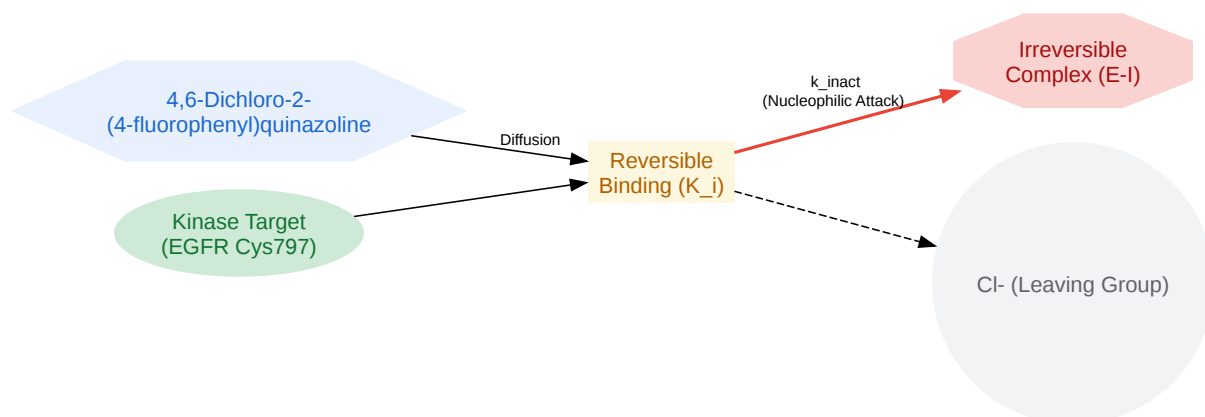 4,6-Dichloro-2-
(4-fluorophenyl)quinazoline
Kinase Target
(EGFR Cys797)
Diffusion
Reversible
Binding (K_i)
k_inact
(Nucleophilic Attack)
Irreversible
Complex (E-I)
Cl- (Leaving Group)